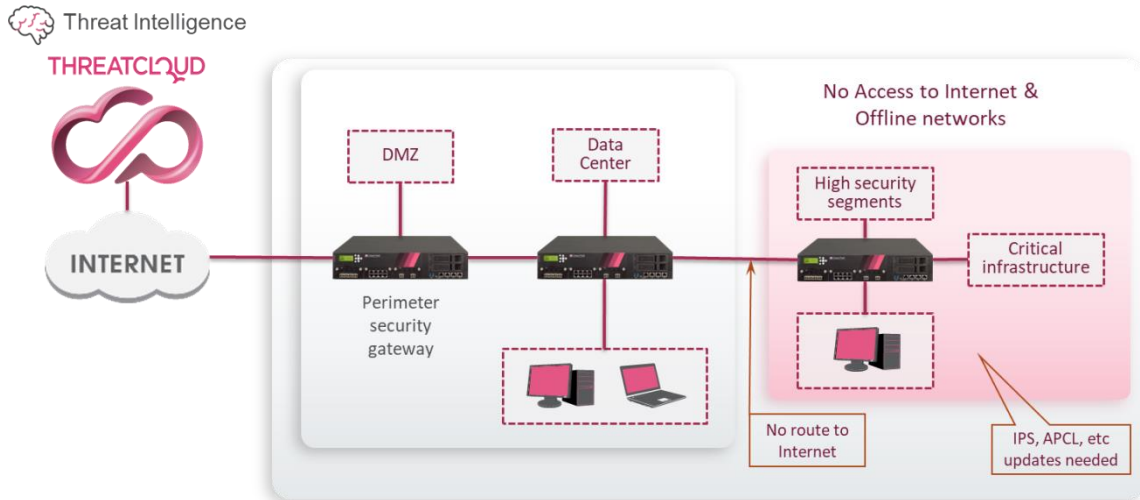 Threat Intelligence
THREATCLOUD
INTERNET
DMZ
Data
Center
Perimeter
security
gateway
No Access to Internet &
Offline networks
High security
segments
Critical
infrastructure
No route to
Internet
IPS, APCL, etc
updates needed